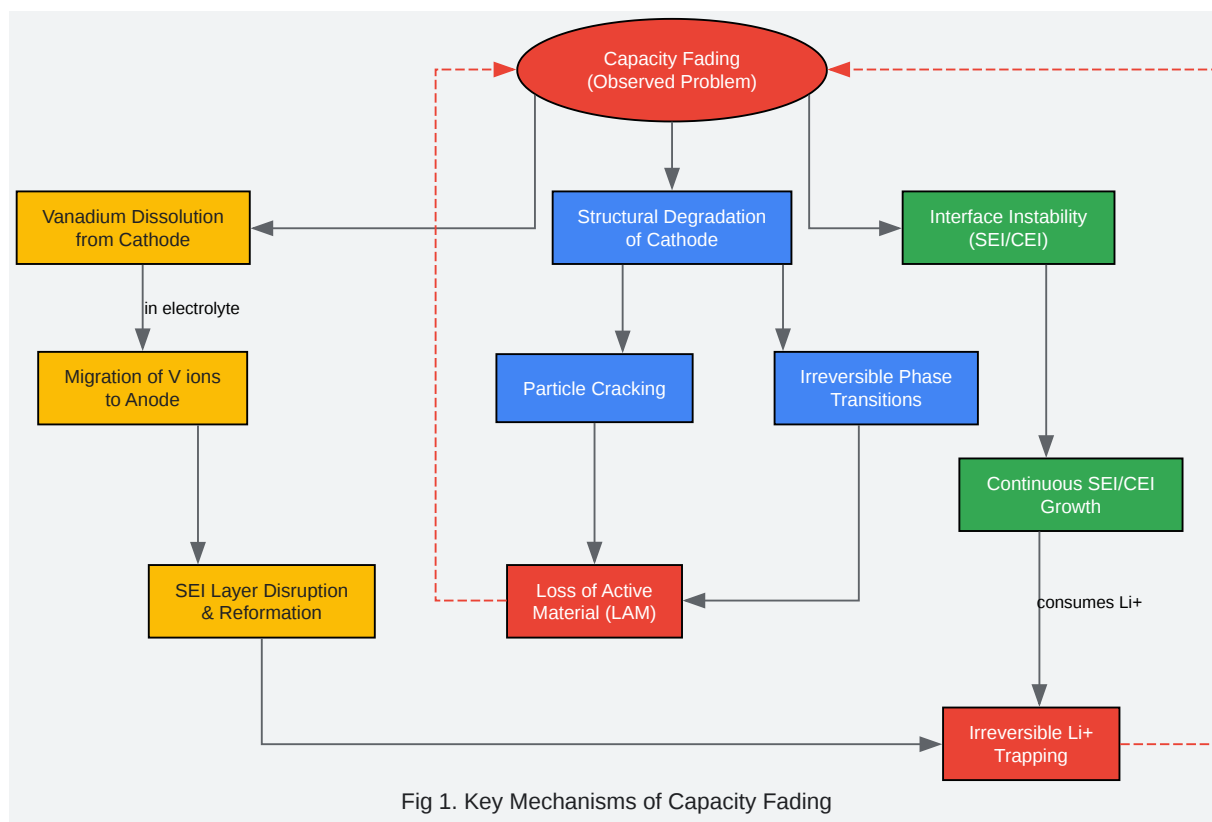 Capacity Fading
(Observed Problem)
Vanadium Dissolution
from Cathode
Structural Degradation
of Cathode
Interface Instability
(SEI/CEI)
in electrolyte
Migration of V ions
to Anode
Particle Cracking
Irreversible Phase
Transitions
Continuous SEI/CEI
Growth
SEI Layer Disruption
& Reformation
Loss of Active
Material (LAM)
consumes Li+
Irreversible Li+
Trapping
Fig 1. Key Mechanisms of Capacity Fading